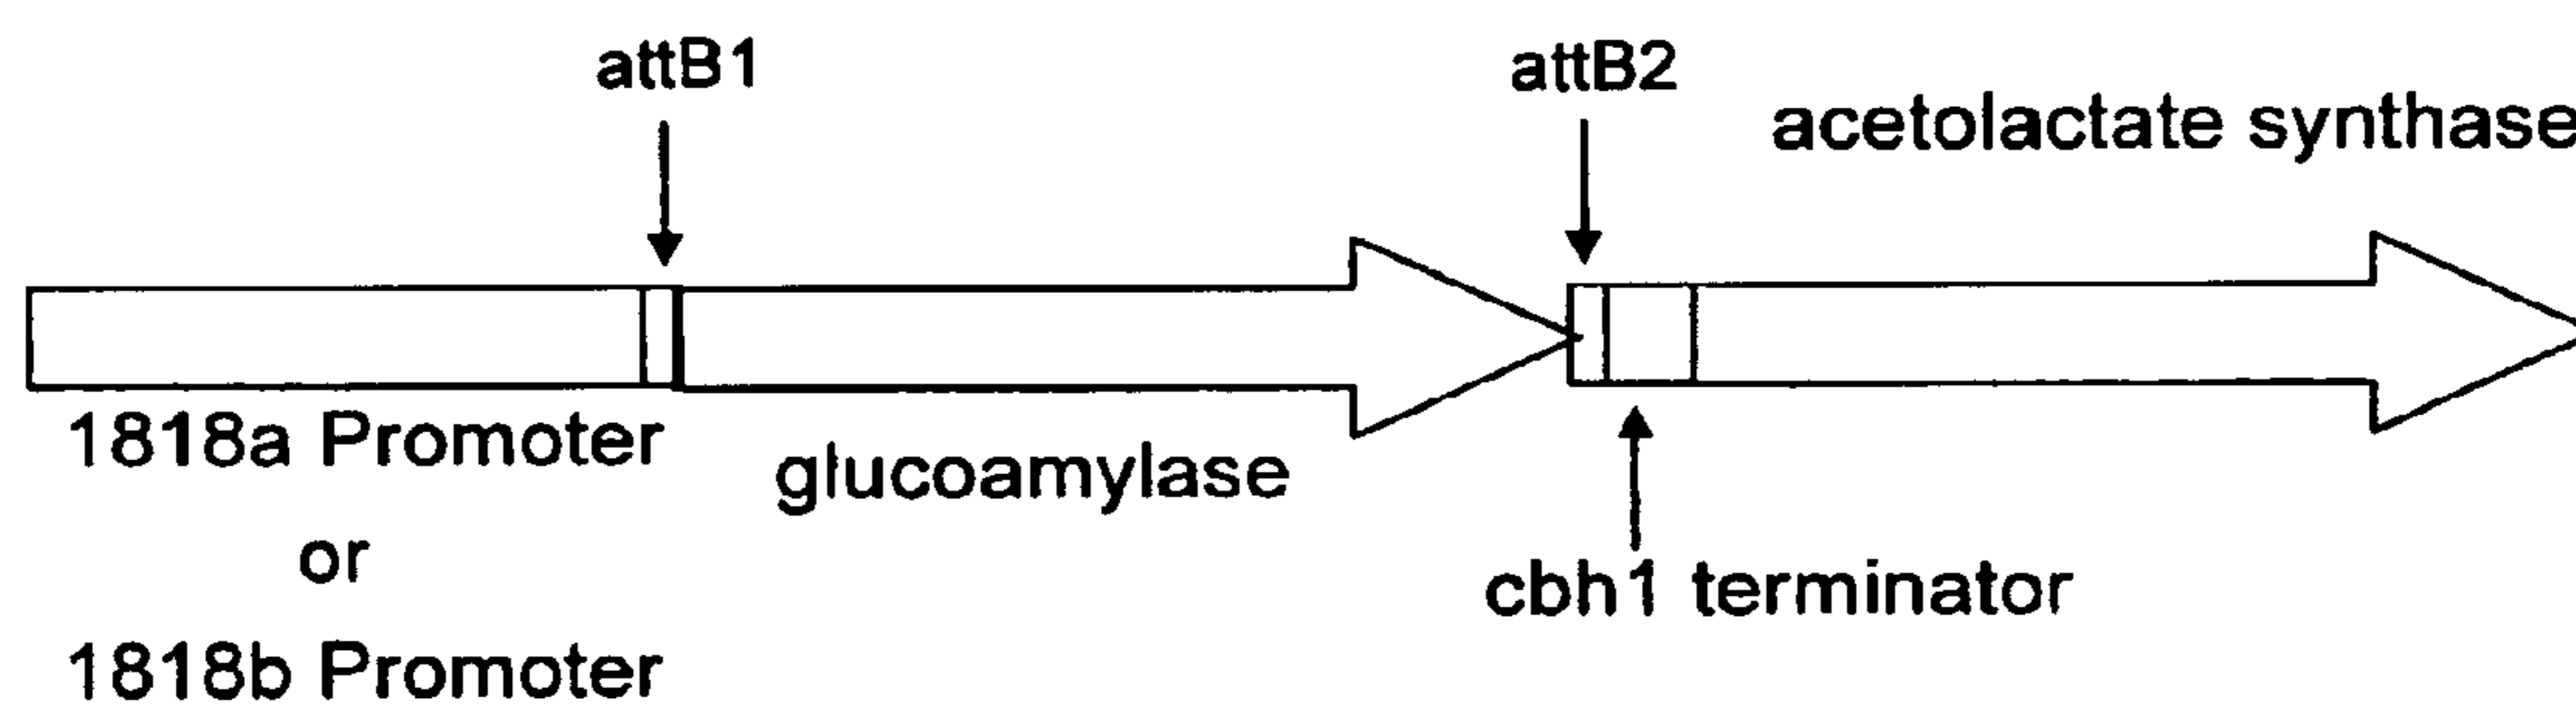 attB1
attB2
acetolactate synthase
1818a Promoter
or
1818b Promoter
glucoamylase
cbh1 terminator